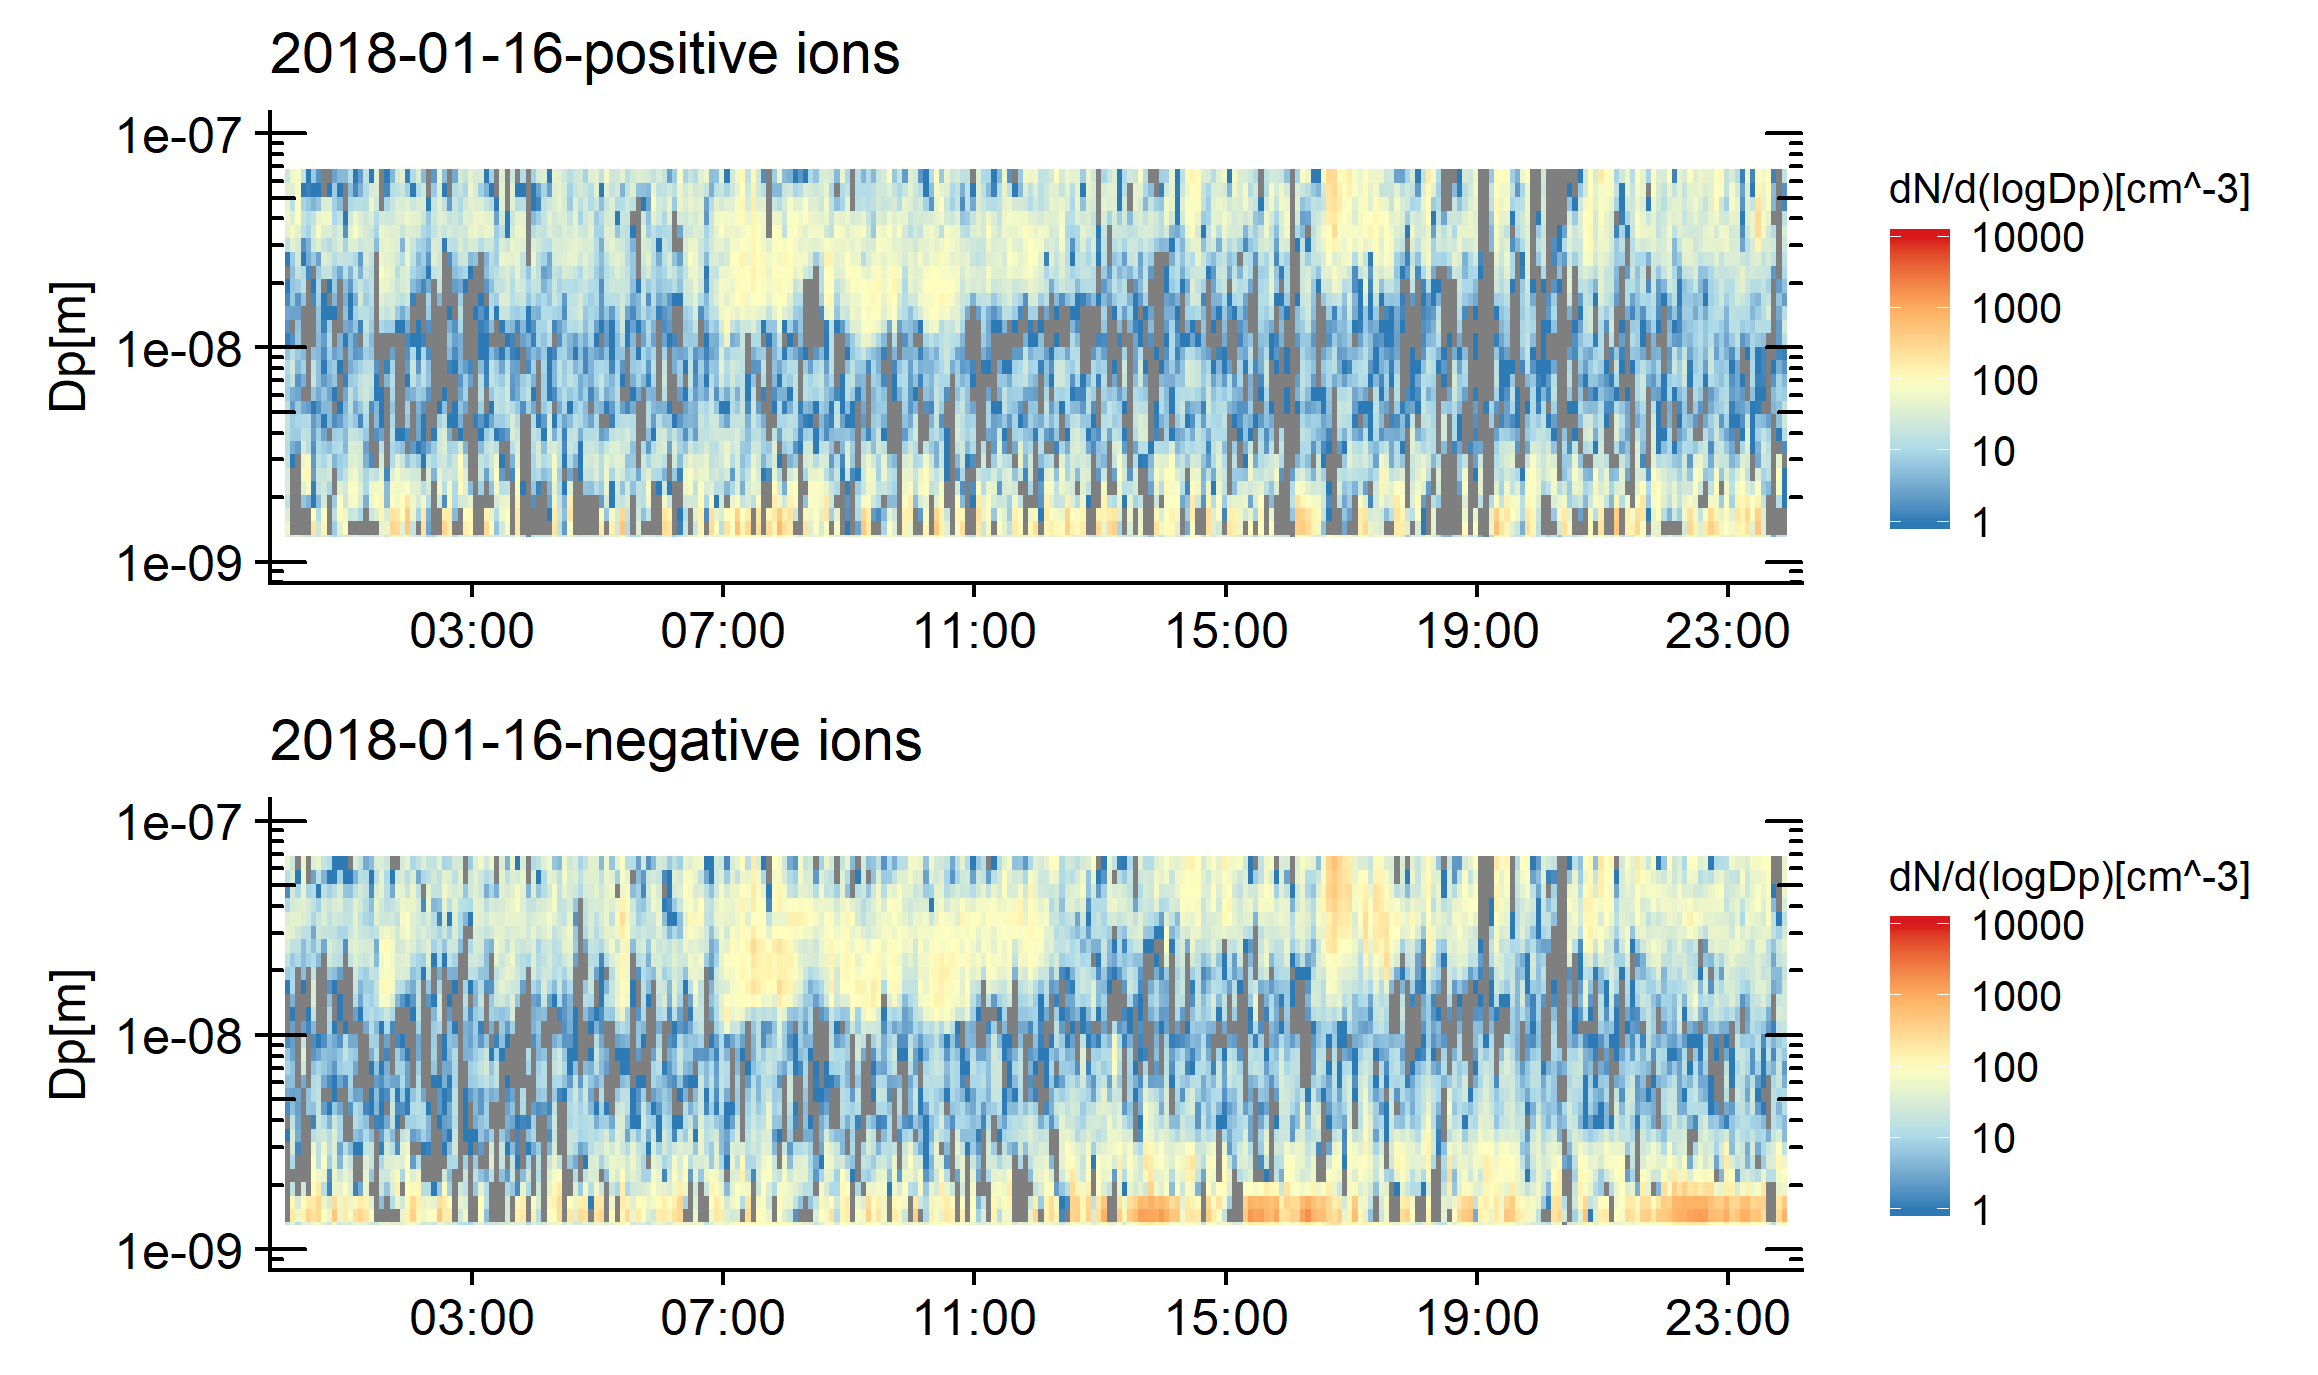 2018-01-16-positive ions
1e-07
1e-08
1e-09
Dp[m]
03:00 07:00 11:00 15:00 19:00 23:00
dN/d(logDp)[cm^-3]
10000
1000
100
10
1
2018-01-16-negative ions
1e-07
1e-08
1e-09
Dp[m]
03:00 07:00 11:00 15:00 19:00 23:00
dN/d(logDp)[cm^-3]
10000
1000
100
10
1